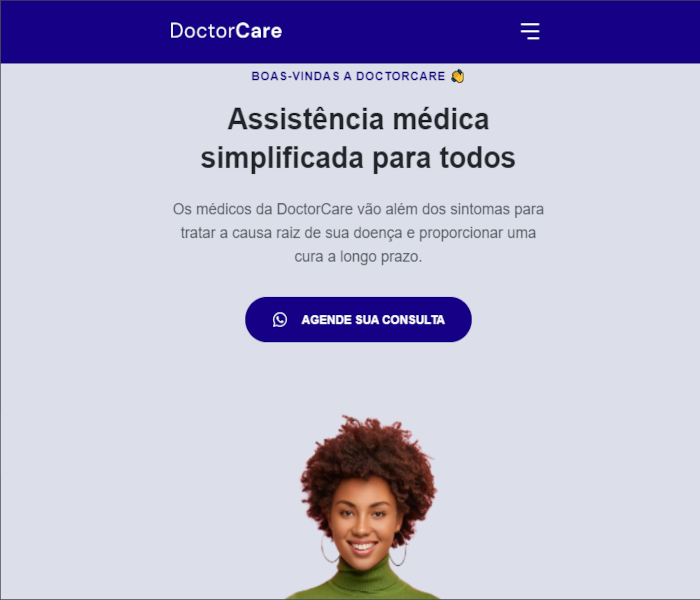 DoctorCare
BOAS-VINDAS A DOCTORCARE 👋
Assistência médica
simplificada para todos
Os médicos da DoctorCare vão além dos sintomas para
tratar a causa raiz de sua doença e proporcionar uma
cura a longo prazo.
AGENDE SUA CONSULTA